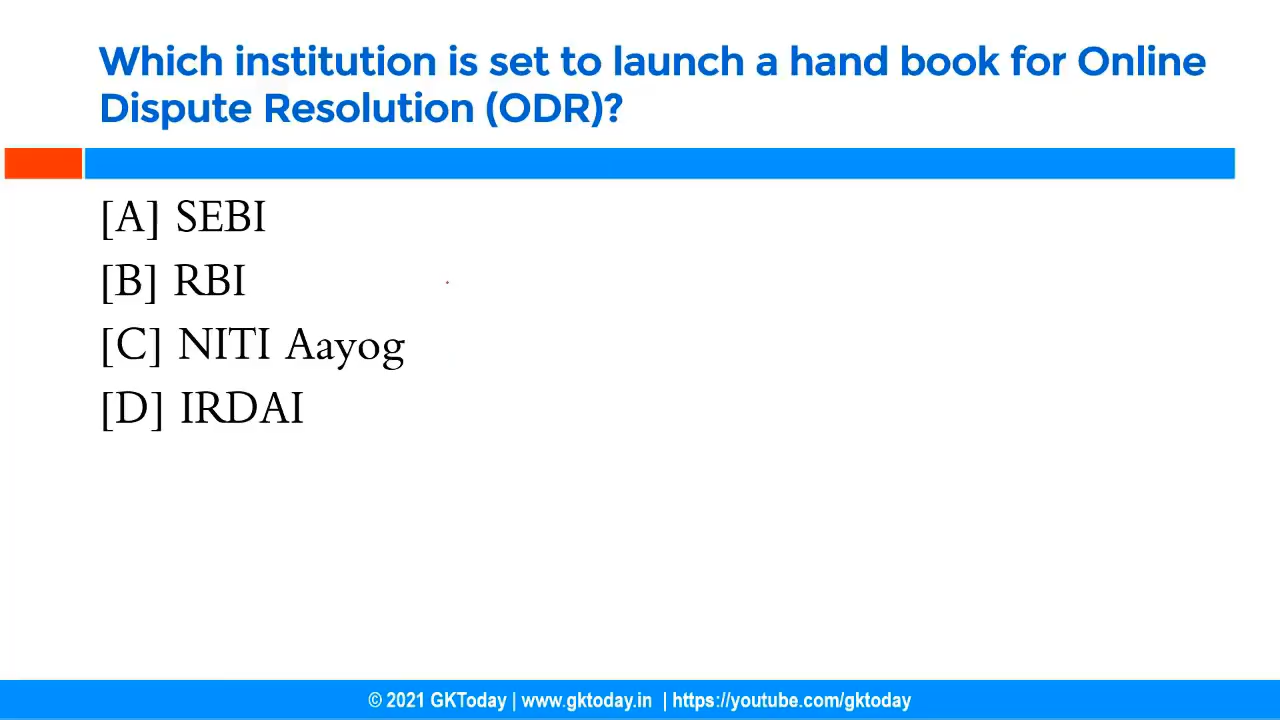 Which institution is set to launch a hand book for Online
Dispute Resolution (ODR)?
[A] SEBI
[B] RBI
[C] NITI Aayog
[D] IRDAI
© 2021 GKToday | www.gktoday.in | https://youtube.com/gktoday